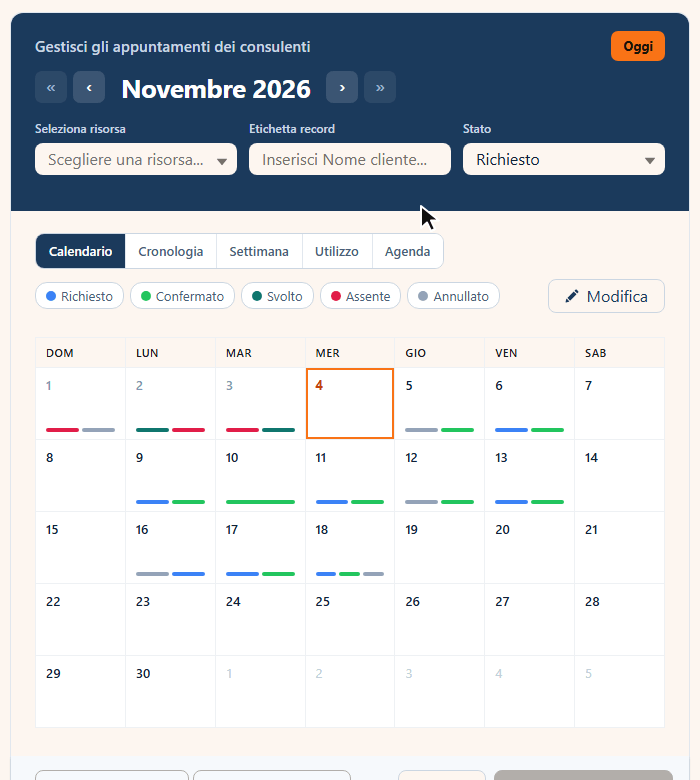 Gestisci gli appuntamenti dei consulenti
Oggi
« ‹ Novembre 2026 › »
Seleziona risorsa Etichetta record Stato
Scegliere una risorsa... Inserisci Nome cliente... Richiesto
Calendario Cronologia Settimana Utilizzo Agenda
Richiesto Confermato Svolto Assente Annullato Modifica
DOM LUN MAR MER GIO VEN SAB
1 2 3 4 5 6 7
8 9 10 11 12 13 14
15 16 17 18 19 20 21
22 23 24 25 26 27 28
29 30 1 2 3 4 5